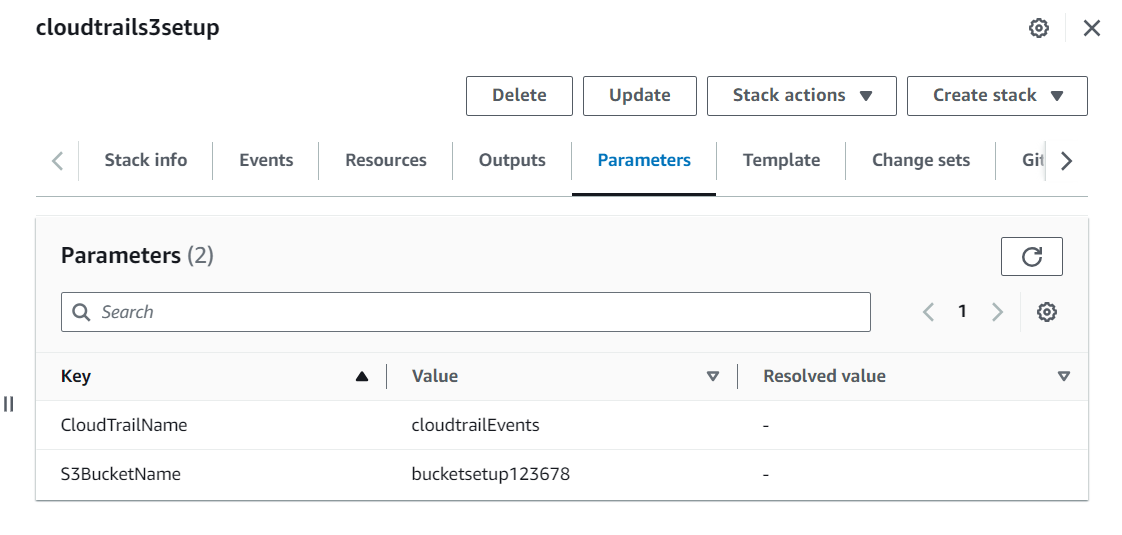 cloudtrails3setup
Delete Update Stack actions Create stack
Stack info Events Resources Outputs Parameters Template Change sets Git
Parameters (2)
Search 1
Key Value Resolved value
CloudTrailName cloudtrailEvents -
S3BucketName bucketsetup123678 -